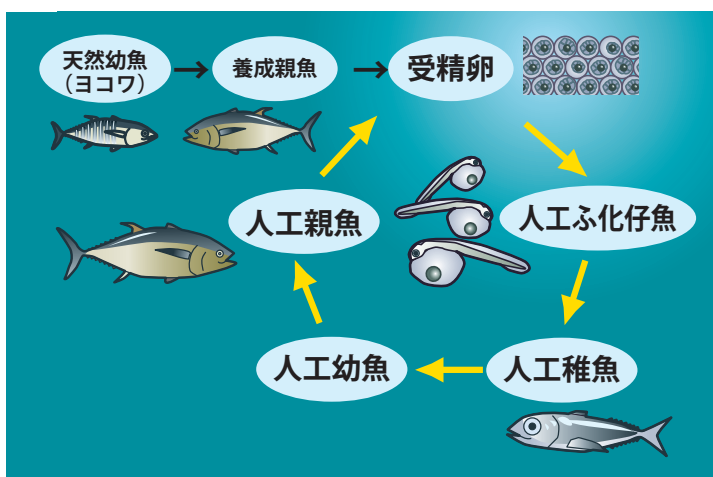 天然幼魚
（ヨコワ）
養成親魚
受精卵
人工親魚
人工ふ化仔魚
人工幼魚
人工稚魚